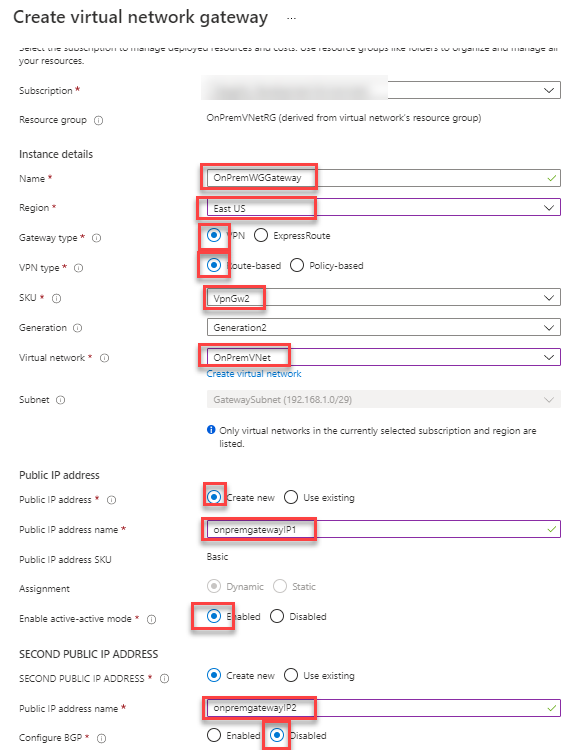 Create virtual network gateway ...
Select the subscription to manage deployed resources and costs. Use resource groups like folders to organize and manage all
your resources.
Subscription *
Resource group OnPremVNetRG (derived from virtual network's resource group)
Instance details
Name * OnPremWGGateway
Region * East US
Gateway type * VPN ExpressRoute
VPN type * Route-based Policy-based
SKU * VpnGw2
Generation Generation2
Virtual network * OnPremVNet
Create virtual network
Subnet GatewaySubnet (192.168.1.0/29)
Only virtual networks in the currently selected subscription and region are
listed.
Public IP address
Public IP address * Create new Use existing
Public IP address name * onpremgatewayIP1
Public IP address SKU Basic
Assignment Dynamic Static
Enable active-active mode * Enabled Disabled
SECOND PUBLIC IP ADDRESS
SECOND PUBLIC IP ADDRESS * Create new Use existing
Public IP address name * onpremgatewayIP2
Configure BGP * Enabled Disabled